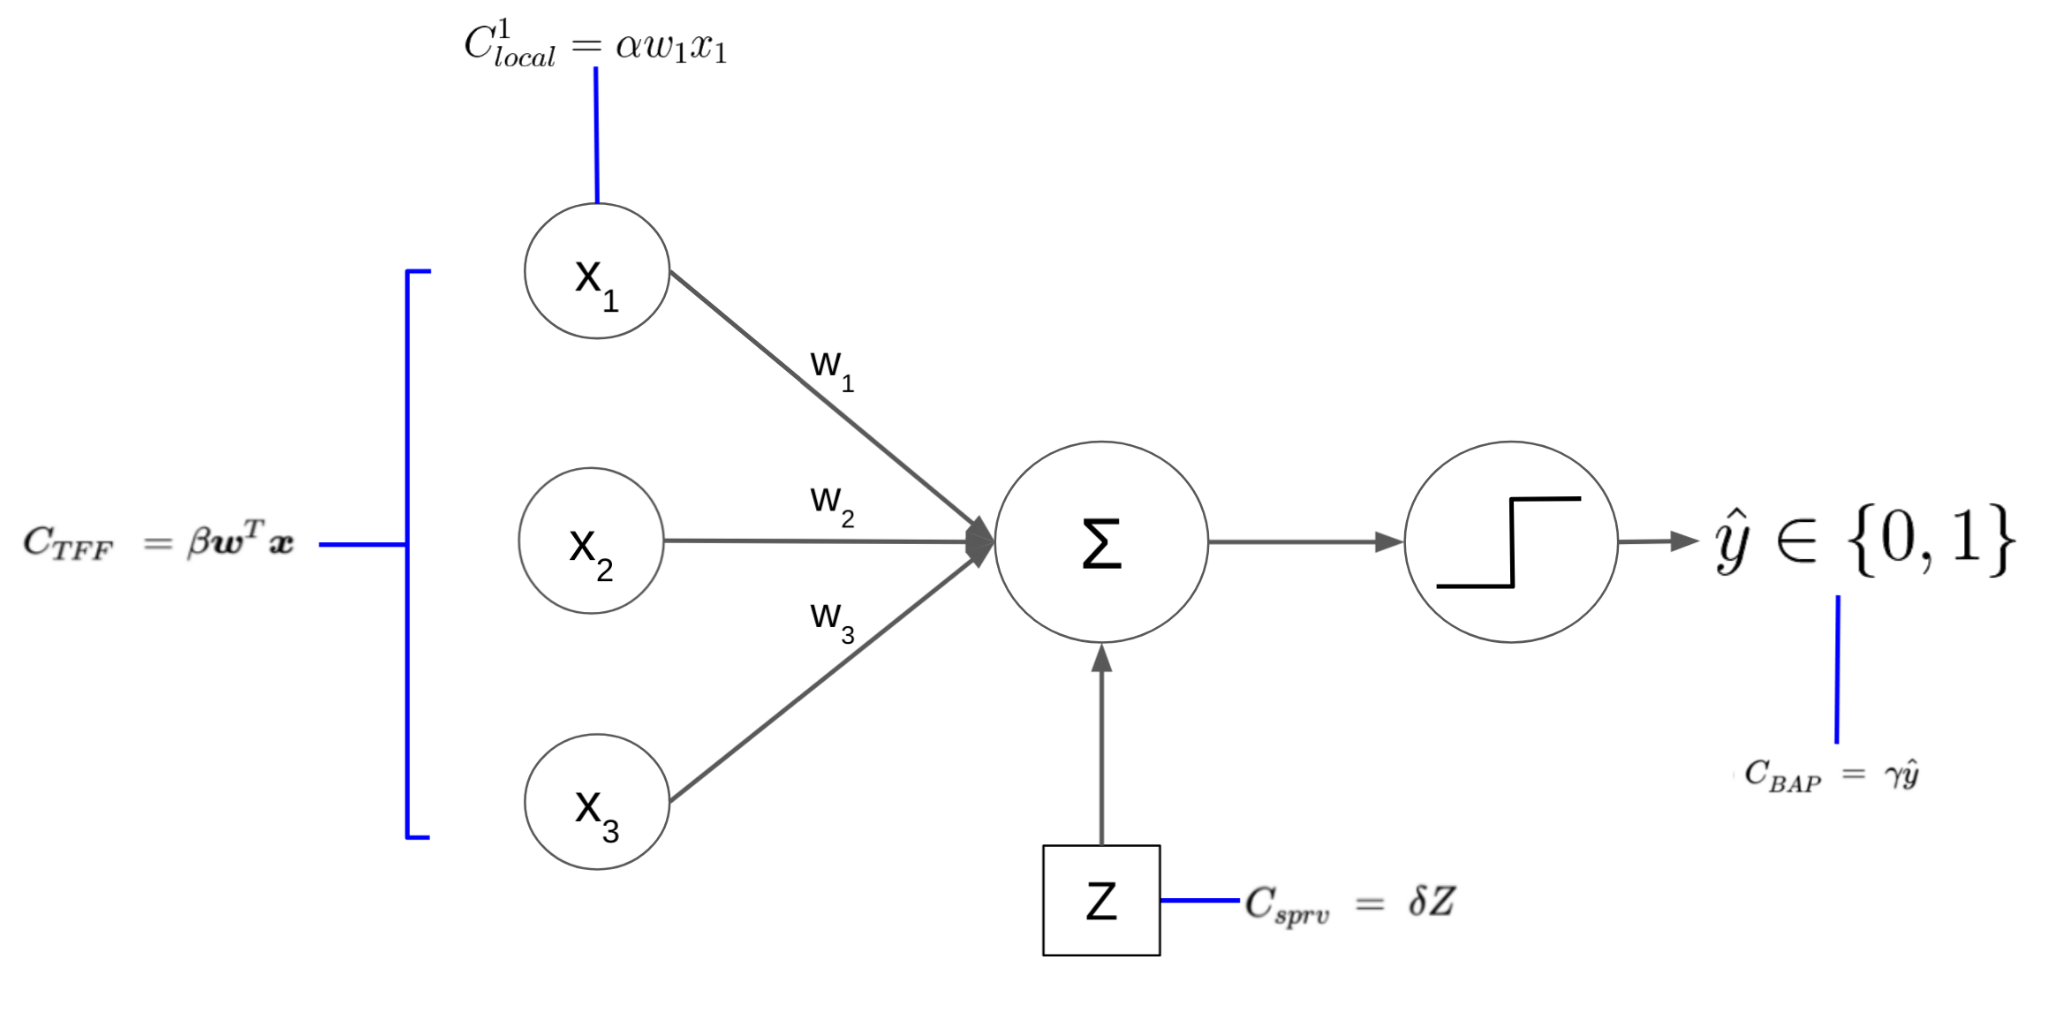 C^1_{local} = αw_1x_1
x_1
w_1
w_2
C_{TFF} = βw^T x
x_2
Σ
ŷ ∈ {0, 1}
w_3
x_3
C_{BAP} = γŷ
Z
C_{sprv} = δZ